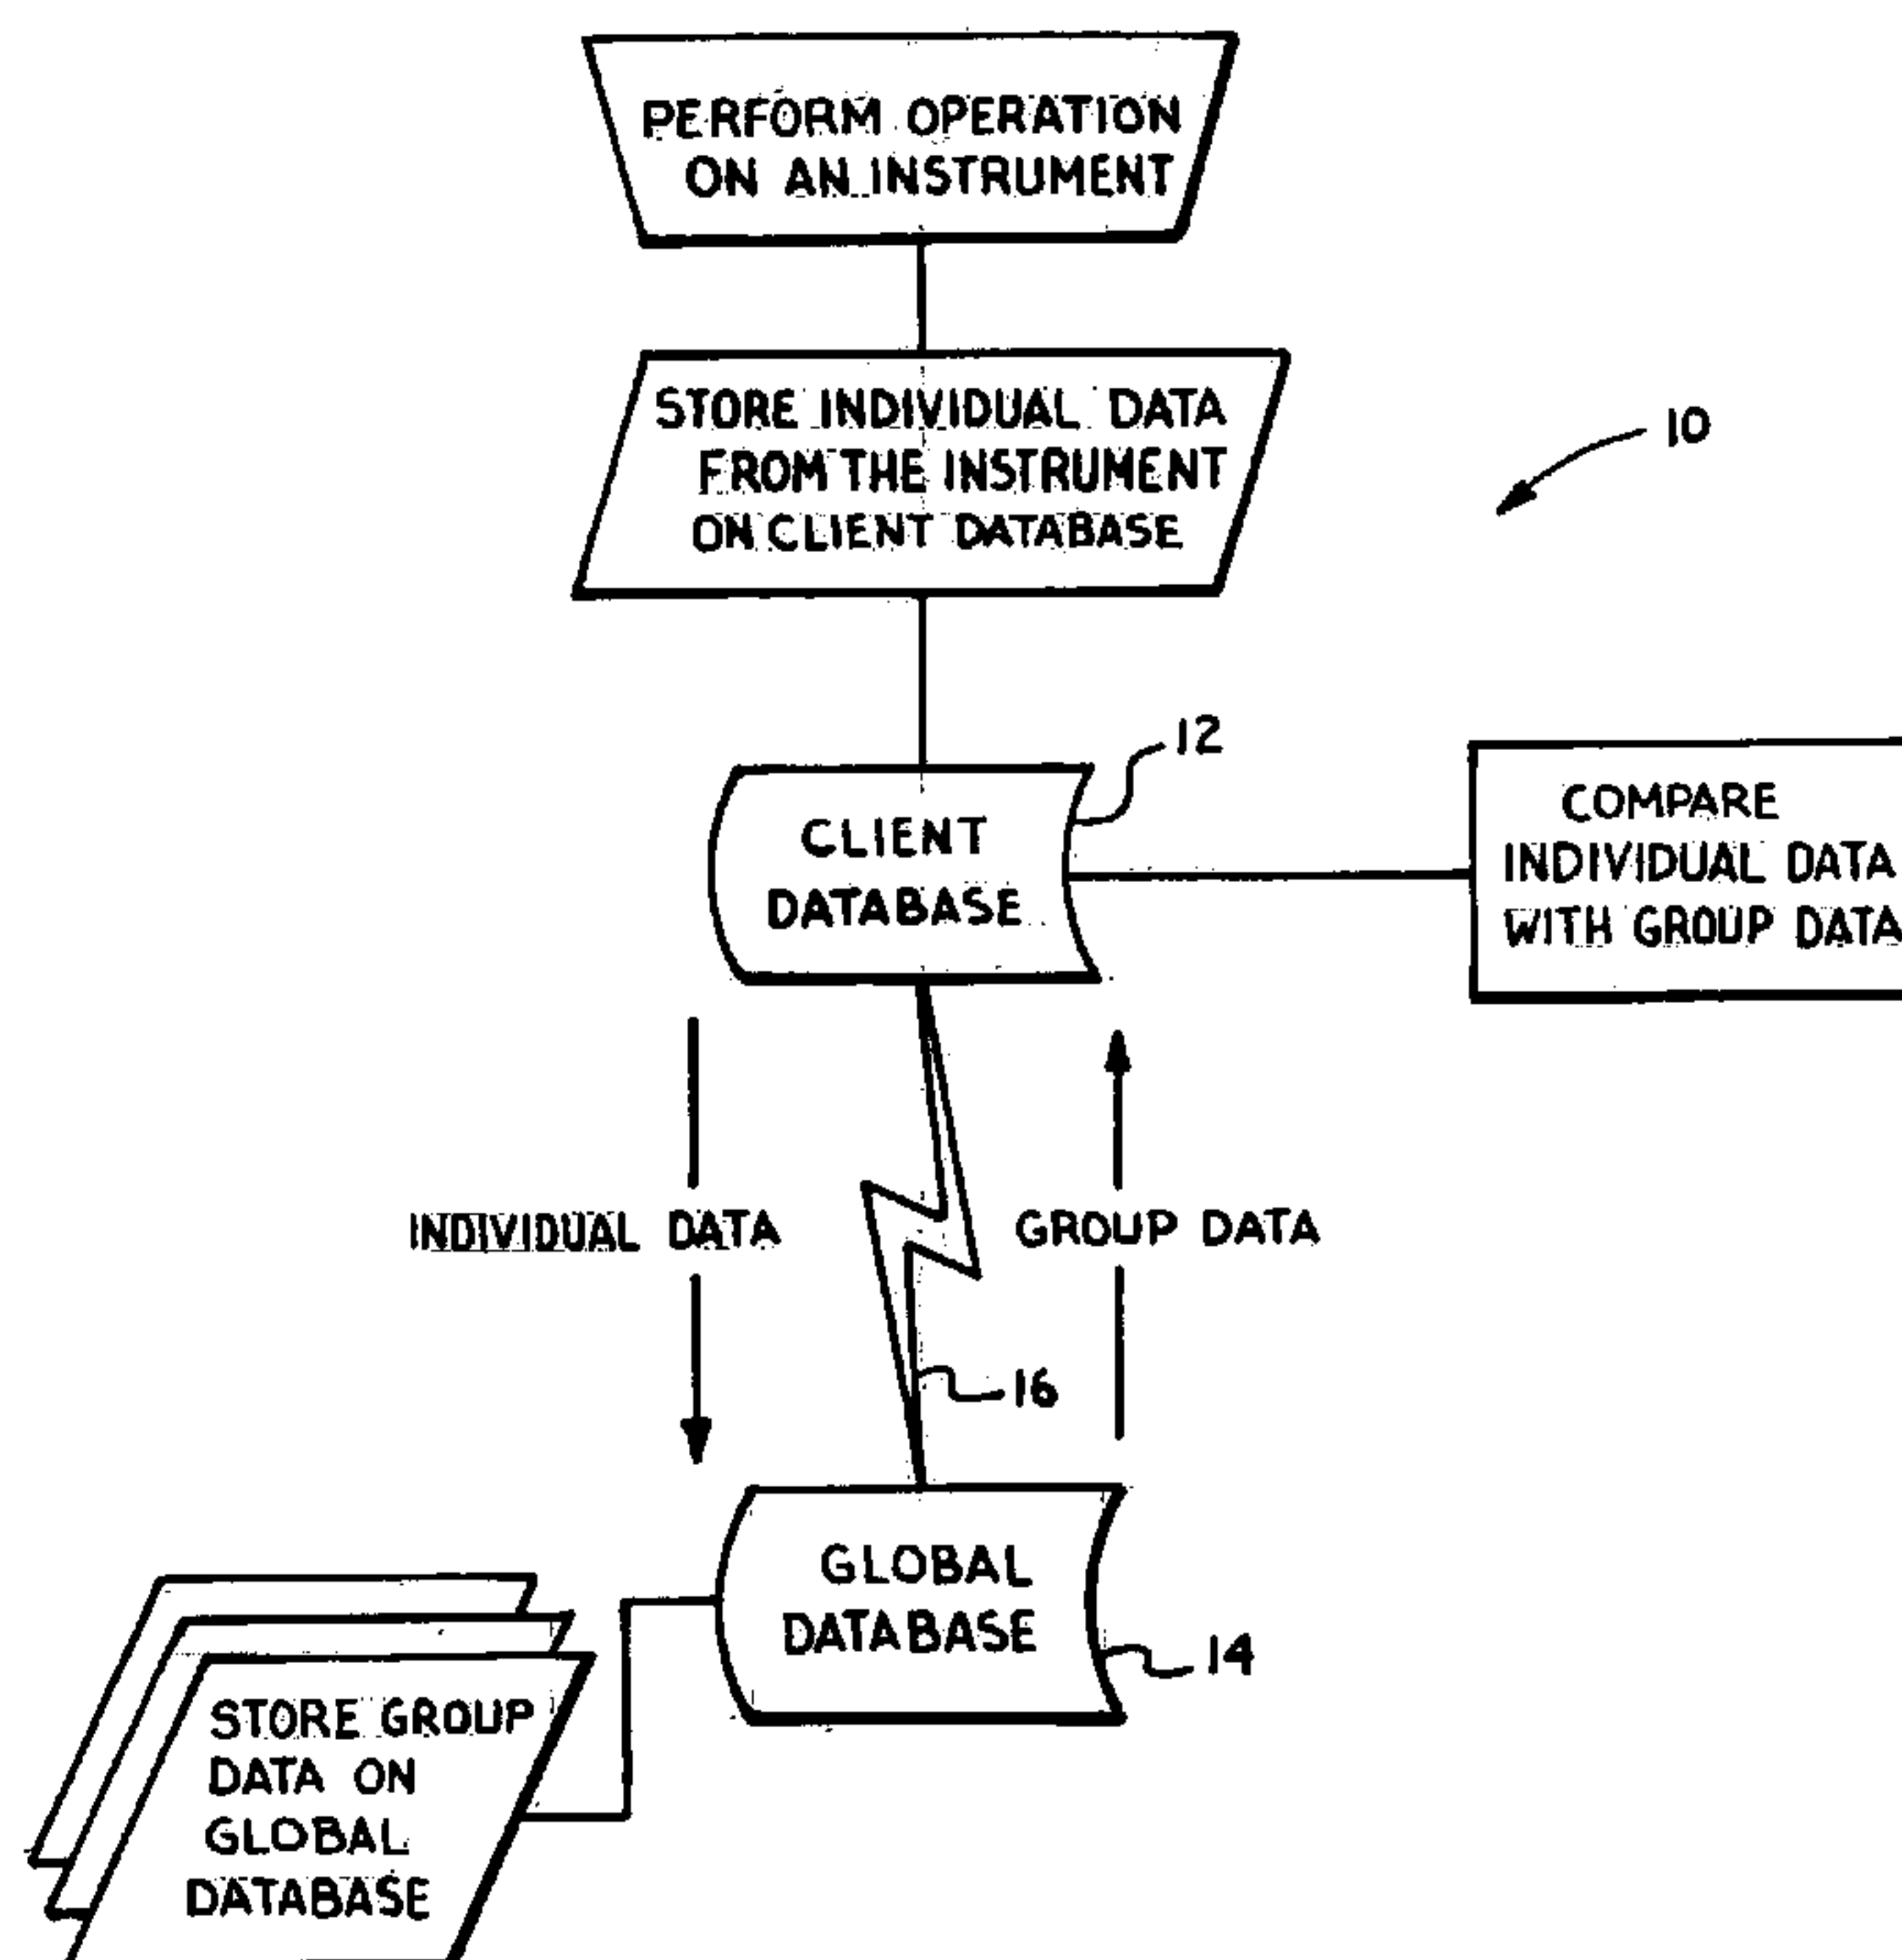 PERFORM OPERATION
ON AN INSTRUMENT
STORE INDIVIDUAL DATA
FROM THE INSTRUMENT
ON CLIENT DATABASE
10
12
CLIENT
DATABASE
COMPARE
INDIVIDUAL DATA
WITH GROUP DATA
INDIVIDUAL DATA
GROUP DATA
16
GLOBAL
DATABASE
14
STORE GROUP
DATA ON
GLOBAL
DATABASE